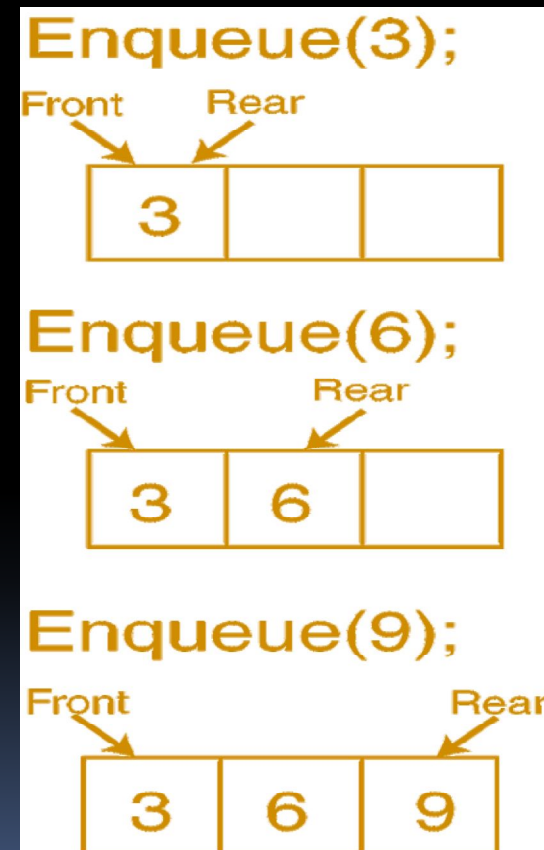 Enqueue(3);
Front Rear
3
Enqueue(6);
Front Rear
3 6
Enqueue(9);
Front Rear
3 6 9